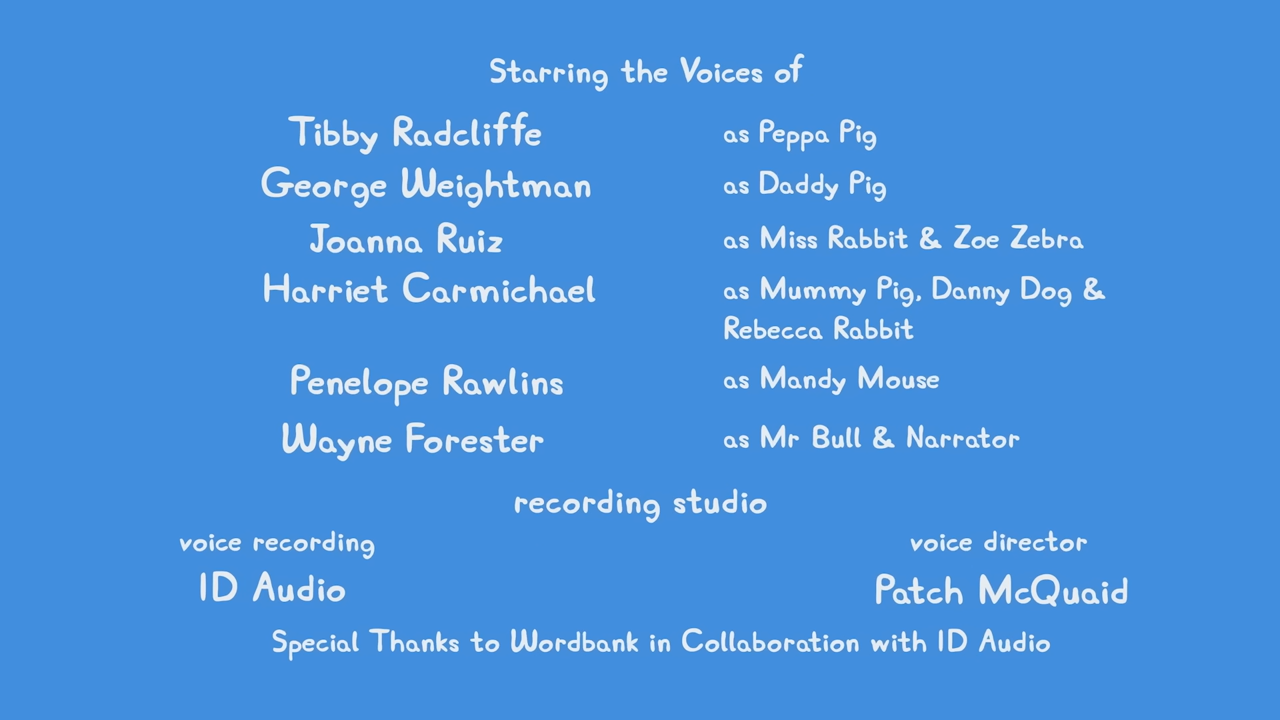 Starring the Voices of
Tibby Radcliffe as Peppa Pig
George Weightman as Daddy Pig
Joanna Ruiz as Miss Rabbit & Zoe Zebra
Harriet Carmichael as Mummy Pig, Danny Dog &
Rebecca Rabbit
Penelope Rawlins as Mandy Mouse
Wayne Forester as Mr Bull & Narrator
recording studio
voice recording voice director
ID Audio Patch McQuaid
Special Thanks to Wordbank in Collaboration with ID Audio